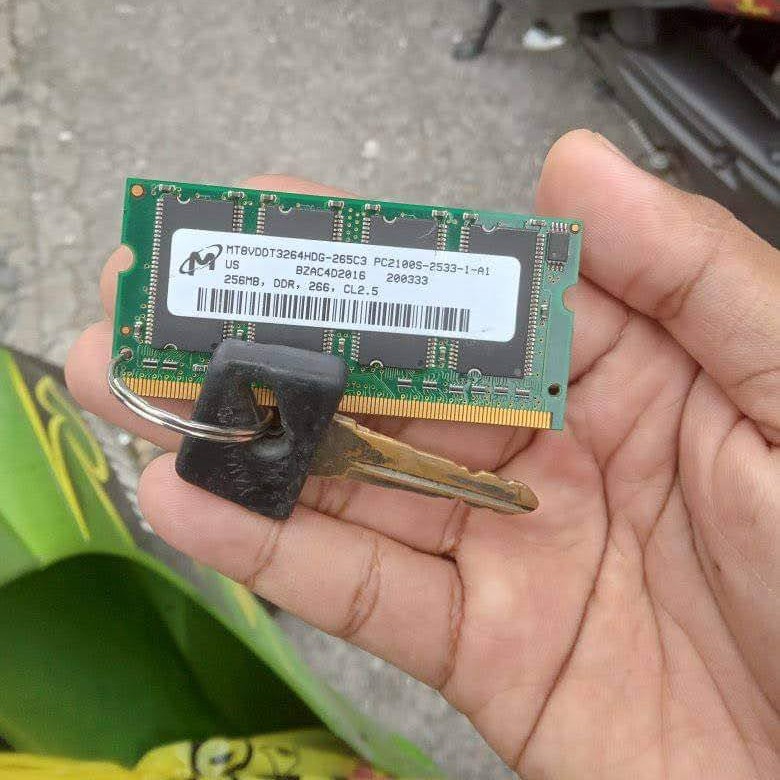 MT8VDDT3264HDG-265C3 PC2100S-2533-1-A1
US BZAC4D2016 200333
256MB, DDR, 266, CL2.5